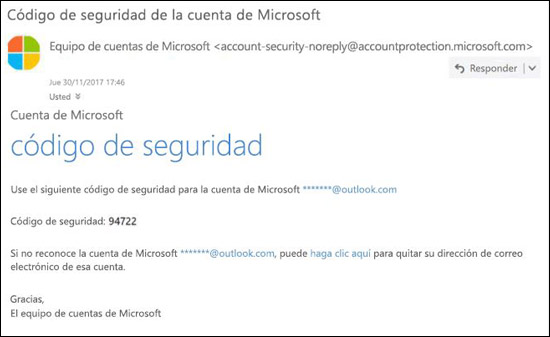 Código de seguridad de la cuenta de Microsoft
Equipo de cuentas de Microsoft <account-security-noreply@accountprotection.microsoft.com>
Responder
Jue 30/11/2017 17:46
Usted
Cuenta de Microsoft
código de seguridad
Use el siguiente código de seguridad para la cuenta de Microsoft *******@outlook.com
Código de seguridad: 94722
Si no reconoce la cuenta de Microsoft *******@outlook.com, puede haga clic aquí para quitar su dirección de correo
electrónico de esa cuenta.
Gracias,
El equipo de cuentas de Microsoft